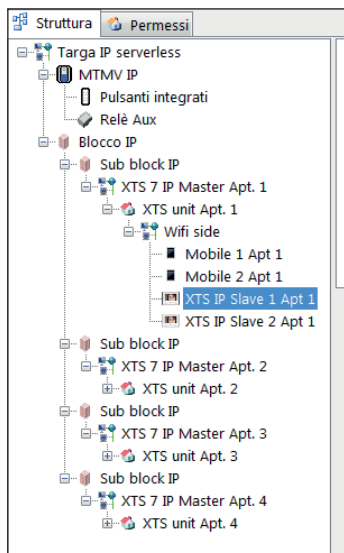 Struttura Permessi
Targa IP serverless
MTMV IP
Pulsanti integrati
Relè Aux
Blocco IP
Sub block IP
XTS 7 IP Master Apt. 1
XTS unit Apt. 1
Wifi side
Mobile 1 Apt 1
Mobile 2 Apt 1
XTS IP Slave 1 Apt 1
XTS IP Slave 2 Apt 1
Sub block IP
XTS 7 IP Master Apt. 2
XTS unit Apt. 2
Sub block IP
XTS 7 IP Master Apt. 3
XTS unit Apt. 3
Sub block IP
XTS 7 IP Master Apt. 4
XTS unit Apt. 4